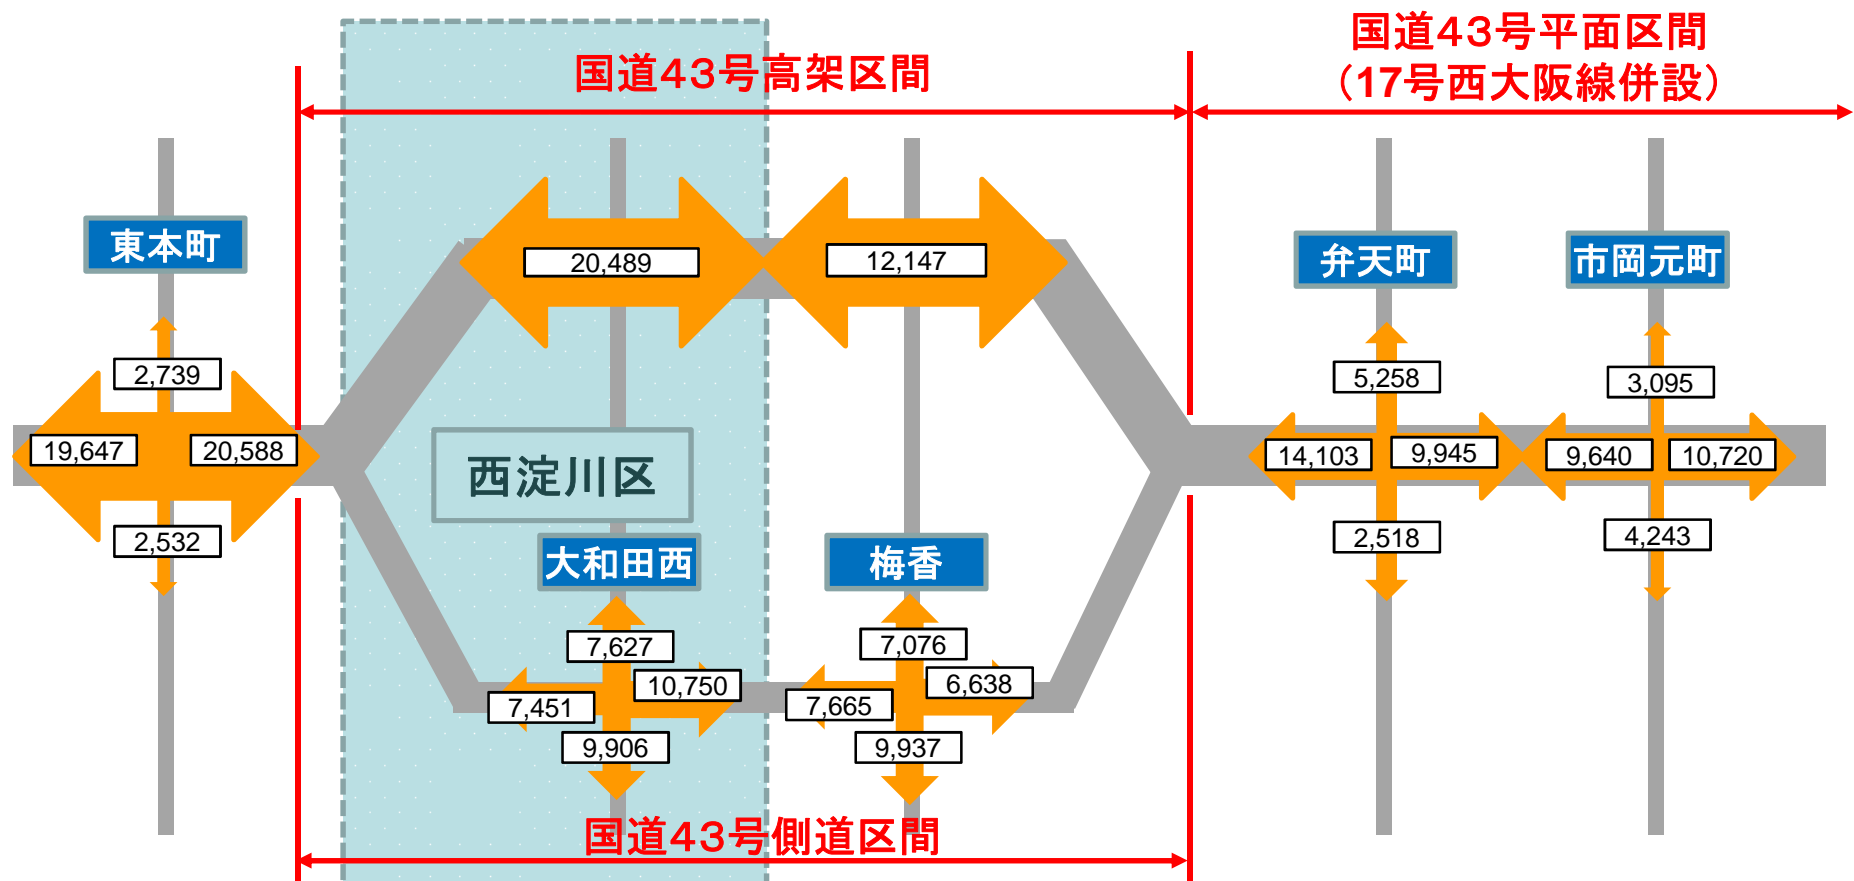 国道43号平面区間
（17号西大阪線併設）
国道43号高架区間
東本町
弁天町
市岡元町
20,489
12,147
2,739
5,258
3,095
19,647
20,588
14,103
9,945
9,640
10,720
西淀川区
2,532
2,518
4,243
大和田西
梅香
7,627
7,076
10,750
6,638
7,451
7,665
9,906
9,937
国道43号側道区間